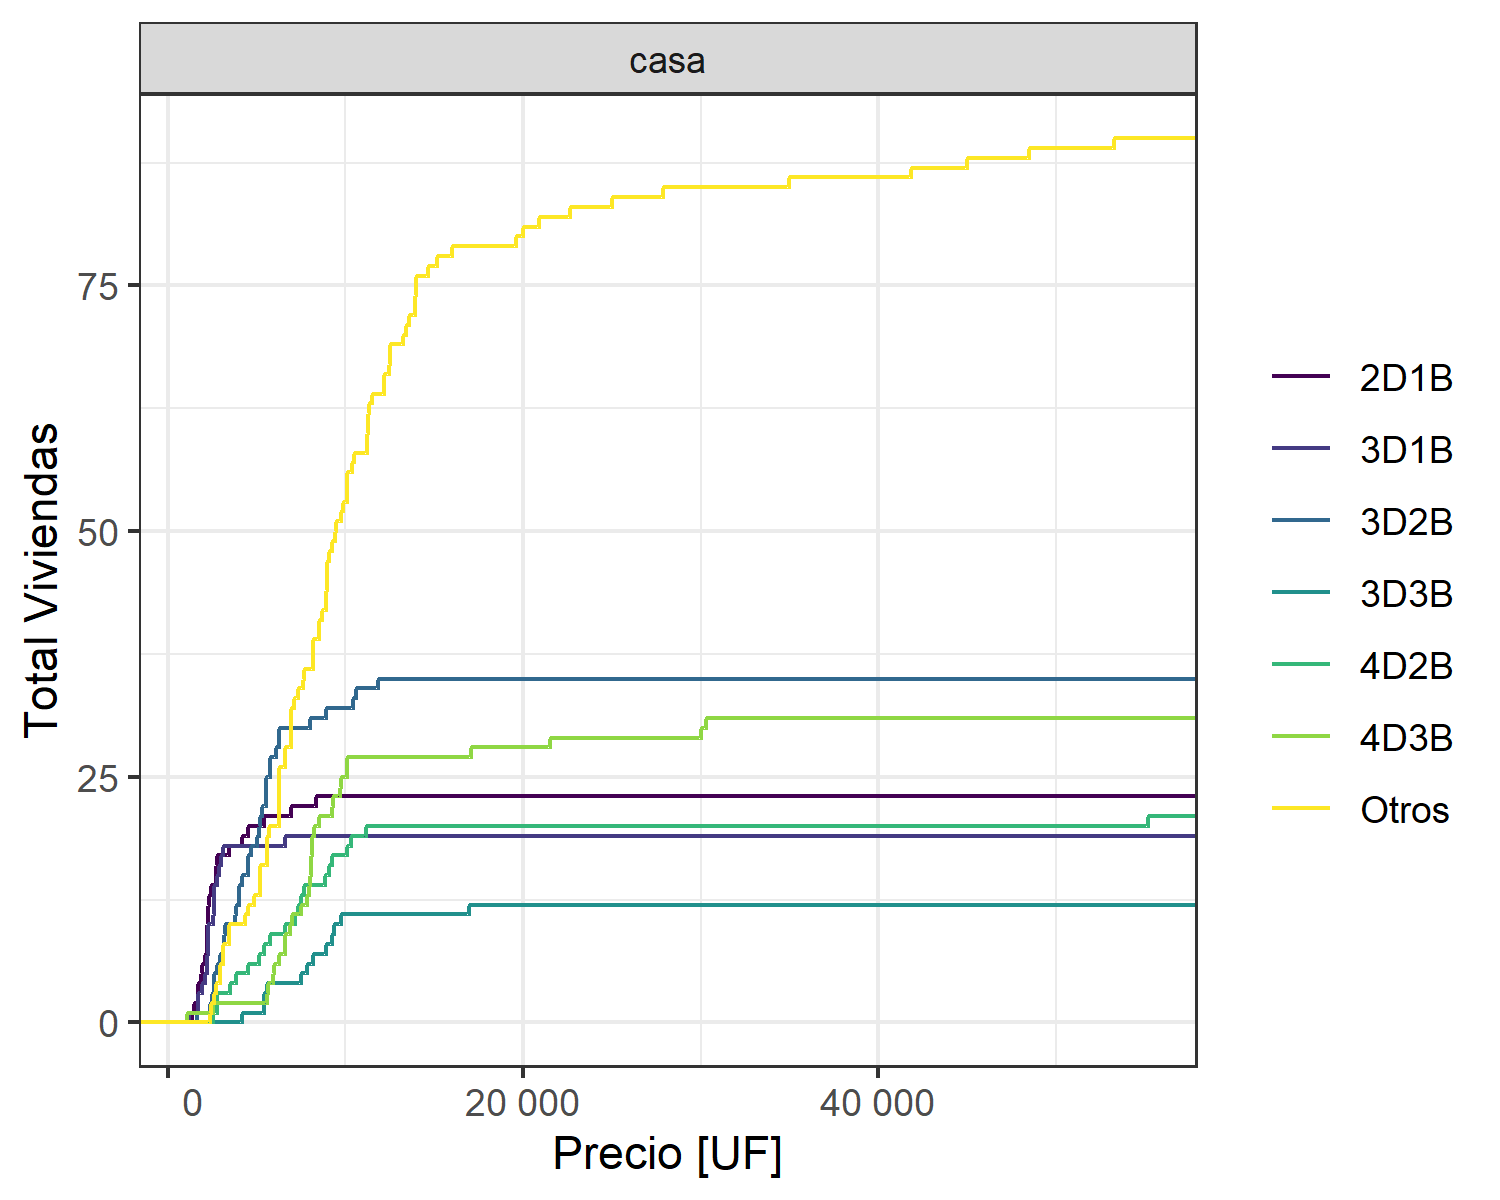 casa
Total Viviendas
75
50
25
0
0
20 000
40 000
Precio [UF]
2D1B
3D1B
3D2B
3D3B
4D2B
4D3B
Otros